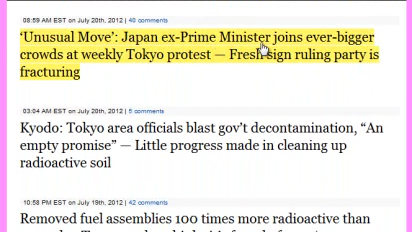 08:59 AM EST on July 20th, 2012 | 40 comments
‘Unusual Move’: Japan ex-Prime Minister joins ever-bigger
crowds at weekly Tokyo protest — Fresh sign ruling party is
fracturing
03:04 AM EST on July 20th, 2012 | 5 comments
Kyodo: Tokyo area officials blast gov’t decontamination, “An
empty promise” — Little progress made in cleaning up
radioactive soil
10:58 PM EST on July 19th, 2012 | 42 comments
Removed fuel assemblies 100 times more radioactive than